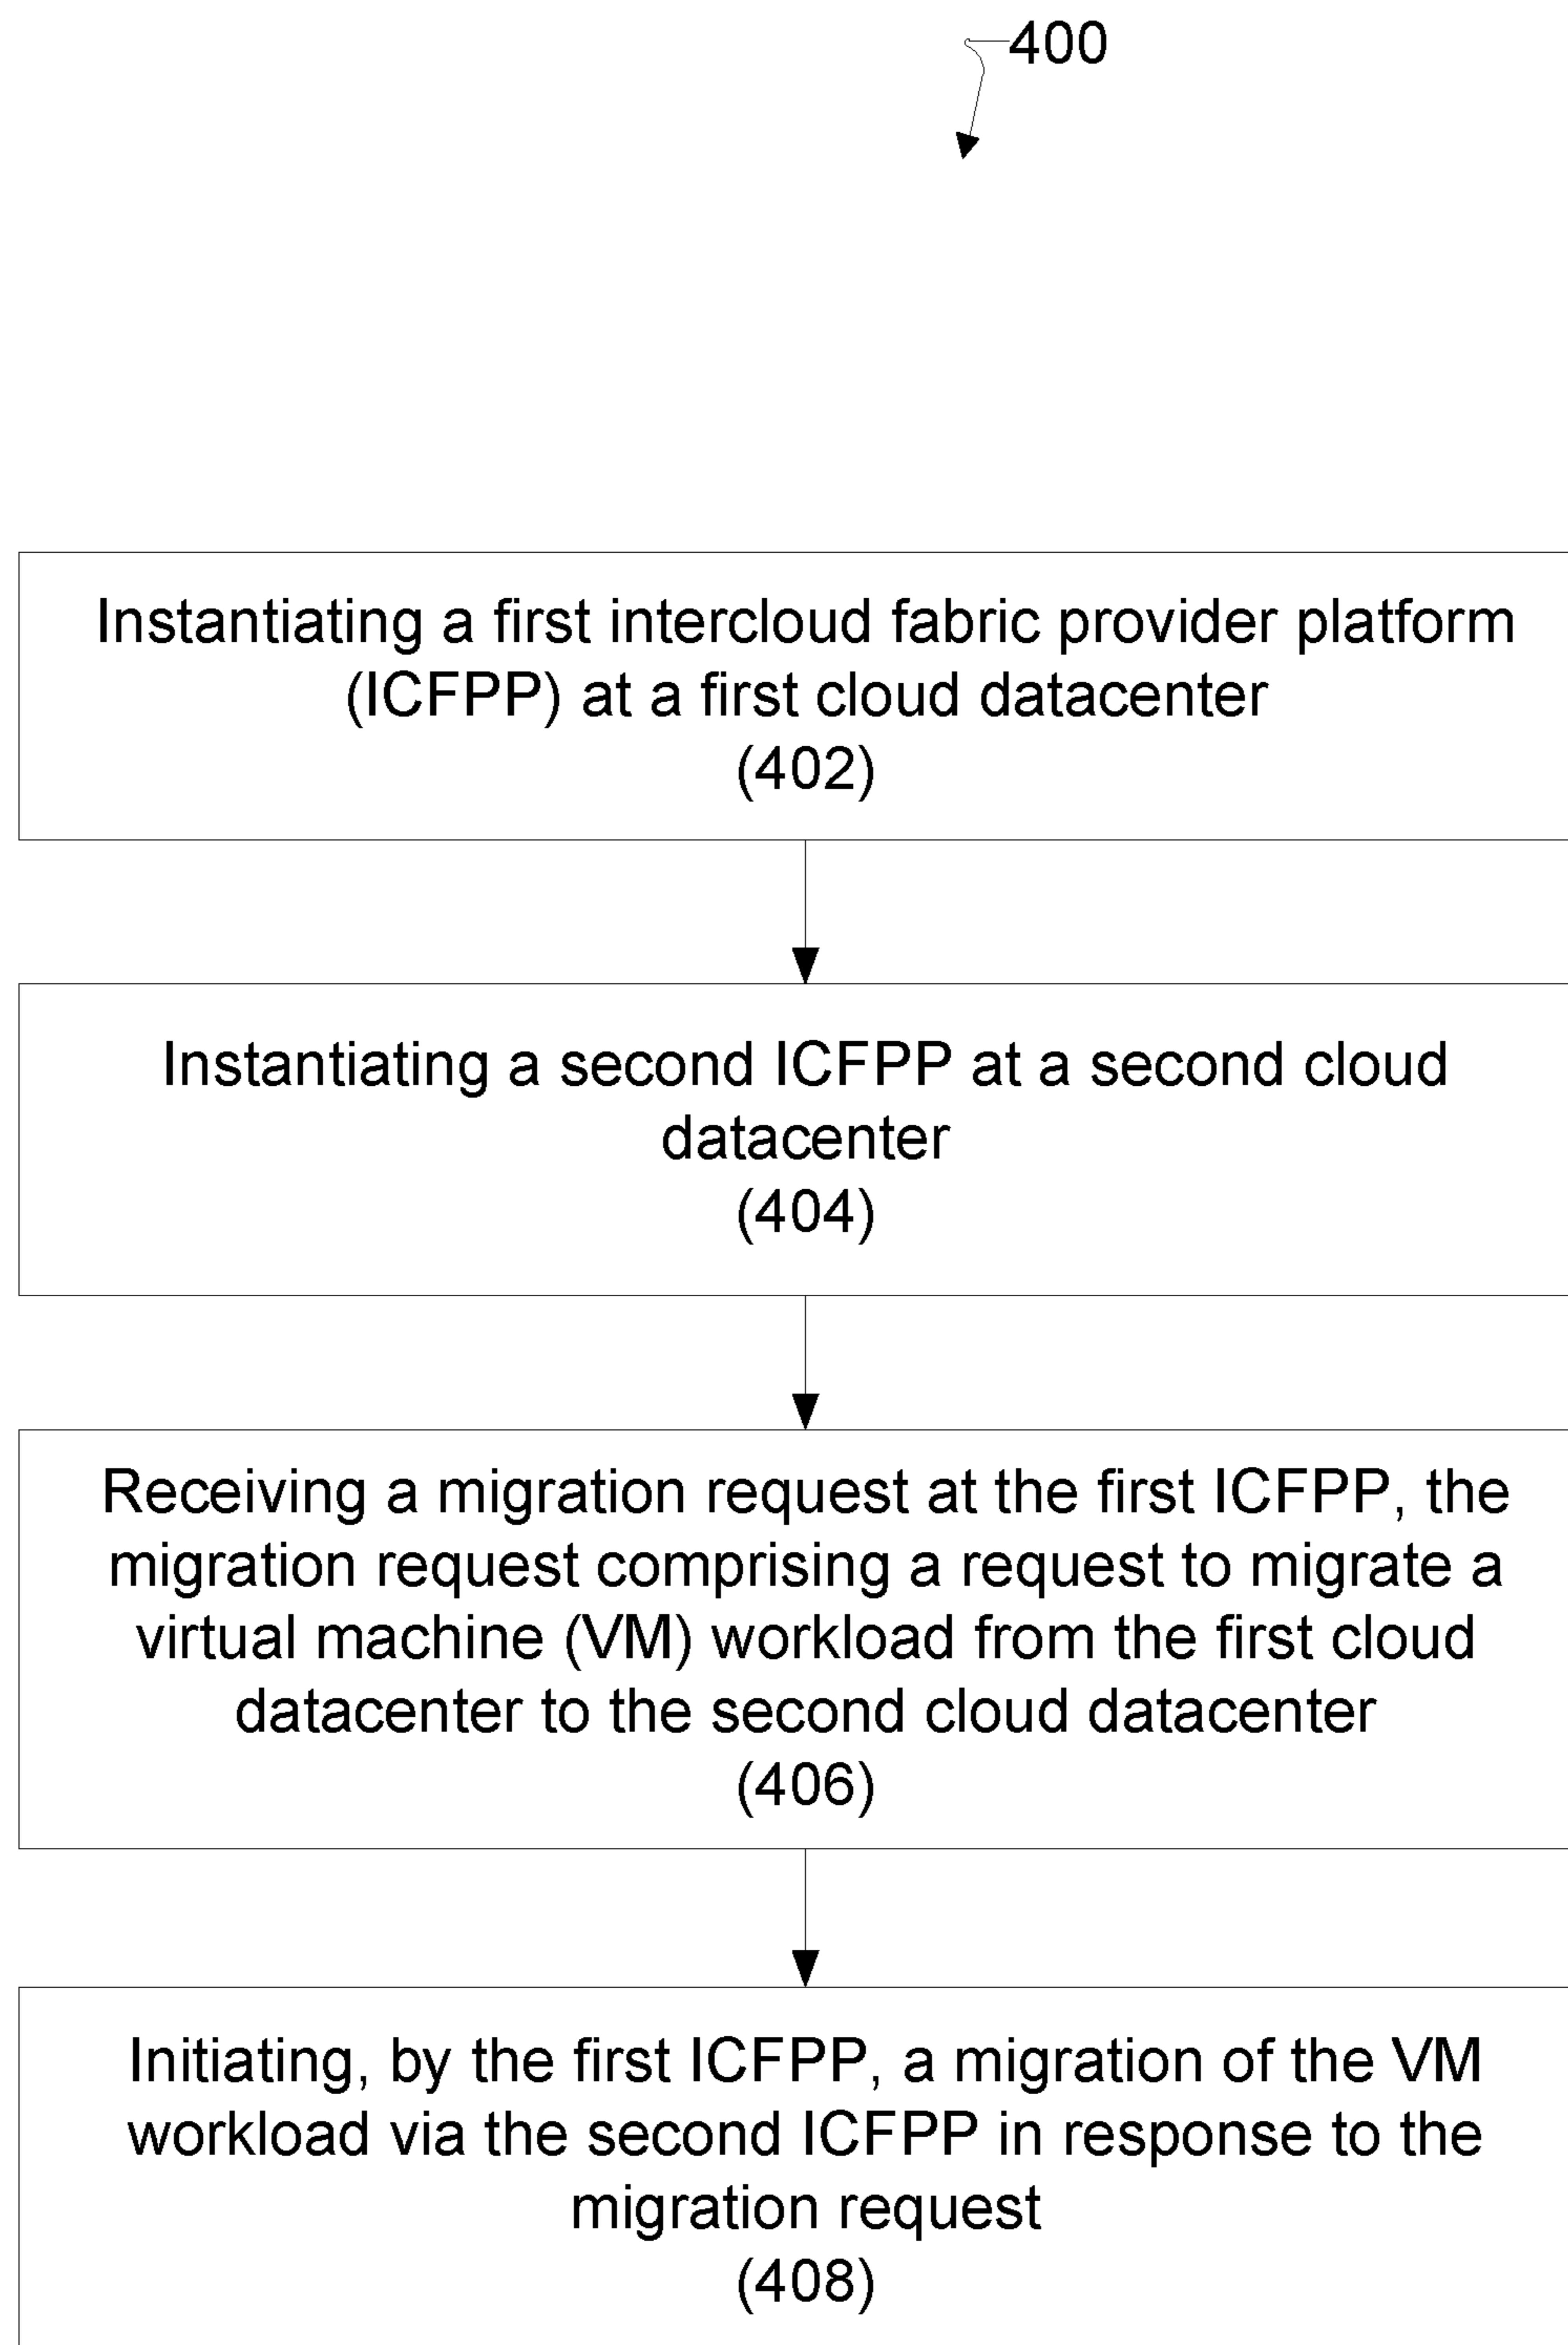 400
Instantiating a first intercloud fabric provider platform
(ICFPP) at a first cloud datacenter
(402)
Instantiating a second ICFPP at a second cloud
datacenter
(404)
Receiving a migration request at the first ICFPP, the
migration request comprising a request to migrate a
virtual machine (VM) workload from the first cloud
datacenter to the second cloud datacenter
(406)
Initiating, by the first ICFPP, a migration of the VM
workload via the second ICFPP in response to the
migration request
(408)